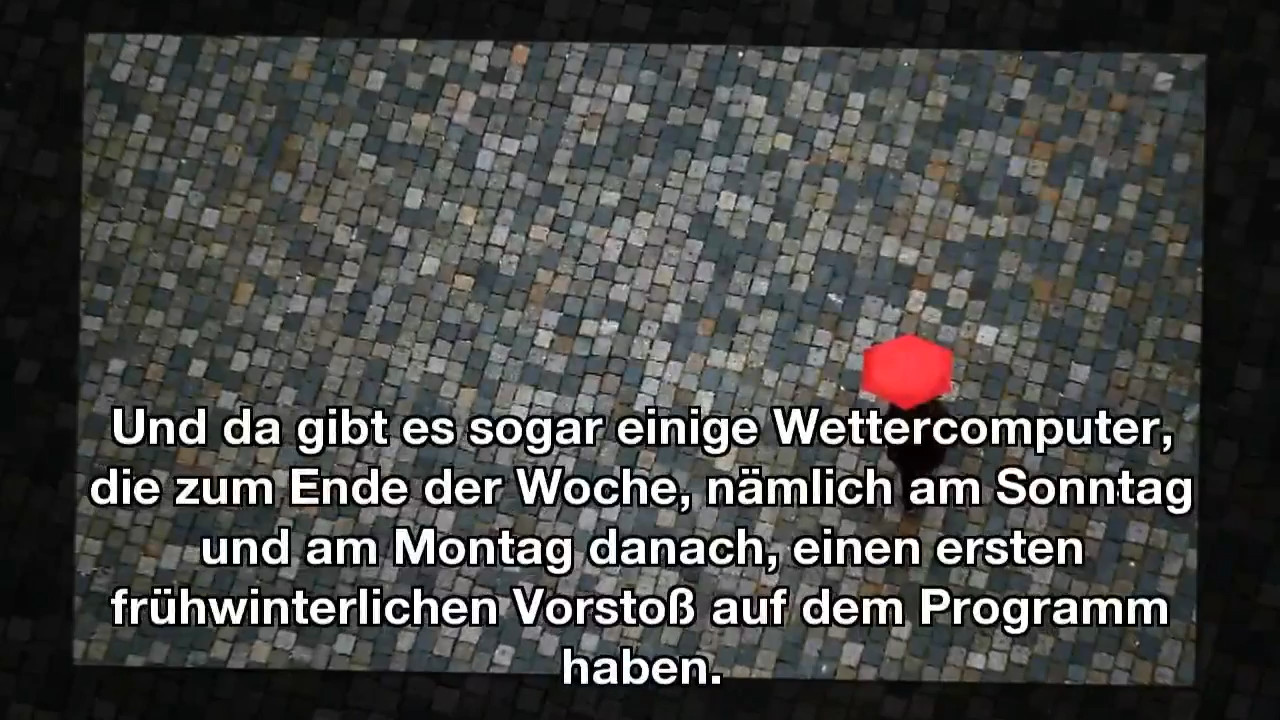 Und da gibt es sogar einige Wettercomputer,
die zum Ende der Woche, nämlich am Sonntag
und am Montag danach, einen ersten
frühwinterlichen Vorstoß auf dem Programm
haben.